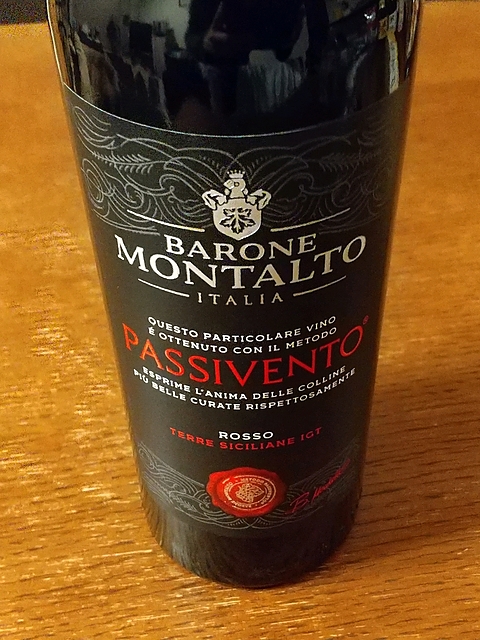 BARONE
MONTALTO
ITALIA
QUESTO PARTICOLARE VINO
È OTTENUTO CON IL METODO
PASSIVENTO®
ESPRIME L'ANIMA DELLE COLLINE
PIÙ BELLE CURATE RISPETTOSAMENTE
ROSSO
TERRE SICILIANE IGT